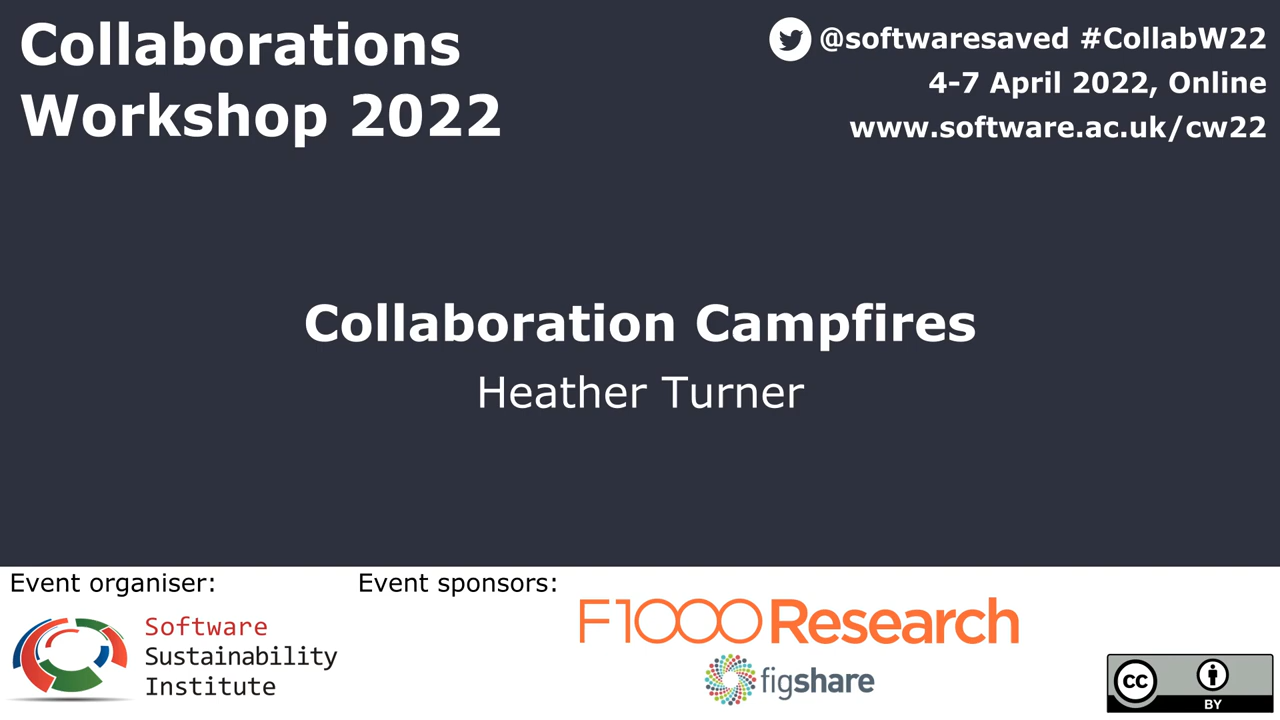 Collaborations
Workshop 2022
@softwaresaved #CollabW22
4-7 April 2022, Online
www.software.ac.uk/cw22
Collaboration Campfires
Heather Turner
Event organiser:
Software
Sustainability
Institute
Event sponsors:
F1000Research
figshare
cc
BY